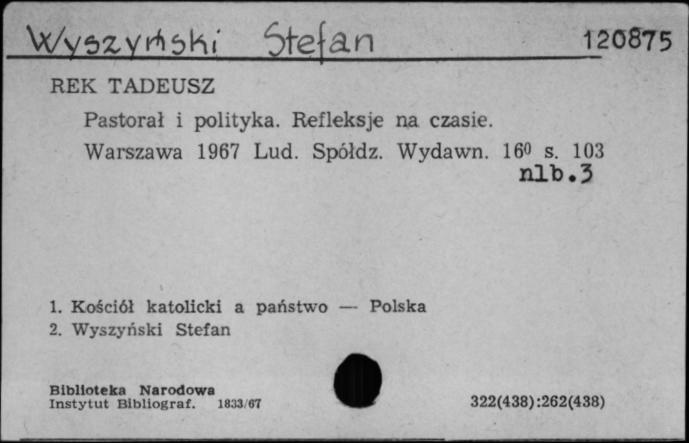 Wyszyński Stefan 120875
REK TADEUSZ
Pastorał i polityka. Refleksje na czasie.
Warszawa 1967 Lud. Spółdz. Wydawn. 16⁰ s. 103
nlb.3
1. Kościół katolicki a państwo — Polska
2. Wyszyński Stefan
Biblioteka Narodowa
Instytut Bibliograf. 1833/67 322(438):262(438)